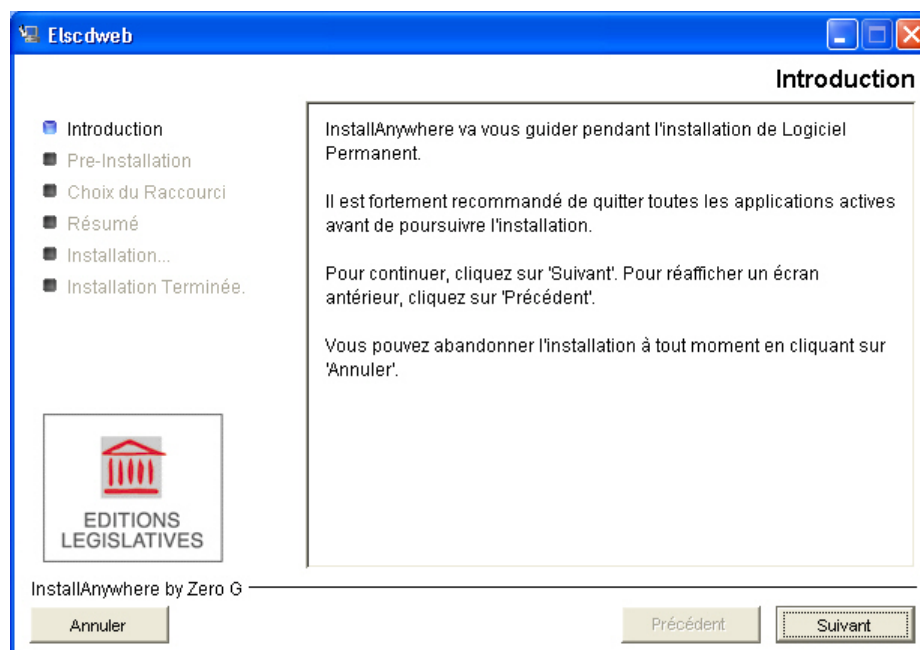 Elscdweb
Introduction
Introduction
Pre-Installation
Choix du Raccourci
Résumé
Installation...
Installation Terminée.
InstallAnywhere va vous guider pendant l'installation de Logiciel
Permanent.
Il est fortement recommandé de quitter toutes les applications actives
avant de poursuivre l'installation.
Pour continuer, cliquez sur 'Suivant'. Pour réafficher un écran
antérieur, cliquez sur 'Précédent'.
Vous pouvez abandonner l'installation à tout moment en cliquant sur
'Annuler'.
EDITIONS
LEGISLATIVES
InstallAnywhere by Zero G
Annuler
Précédent
Suivant